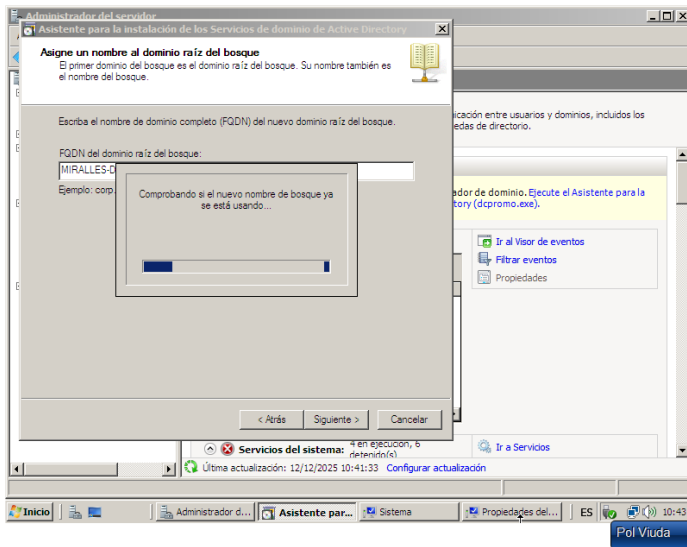 Administrador del servidor
Asistente para la instalación de los Servicios de dominio de Active Directory
Asigne un nombre al dominio raíz del bosque
El primer dominio del bosque es el dominio raíz del bosque. Su nombre también es
el nombre del bosque.
Escriba el nombre de dominio completo (FQDN) del nuevo dominio raíz del bosque.
FQDN del dominio raíz del bosque:
MIRALLES-D
Ejemplo: corp.
Comprobando si el nuevo nombre de bosque ya
se está usando...
< Atrás
Siguiente >
Cancelar
icación entre usuarios y dominios, incluidos los
edas de directorio.
ador de dominio. Ejecute el Asistente para la
tory (dcpromo.exe).
Ir al Visor de eventos
Filtrar eventos
Propiedades
Servicios del sistema:
4 en ejecución, 6
detenido(s)
Ir a Servicios
Última actualización: 12/12/2025 10:41:33 Configurar actualización
Inicio
Administrador d...
Asistente par...
Sistema
Propiedades del...
ES
10:43
Pol Viuda